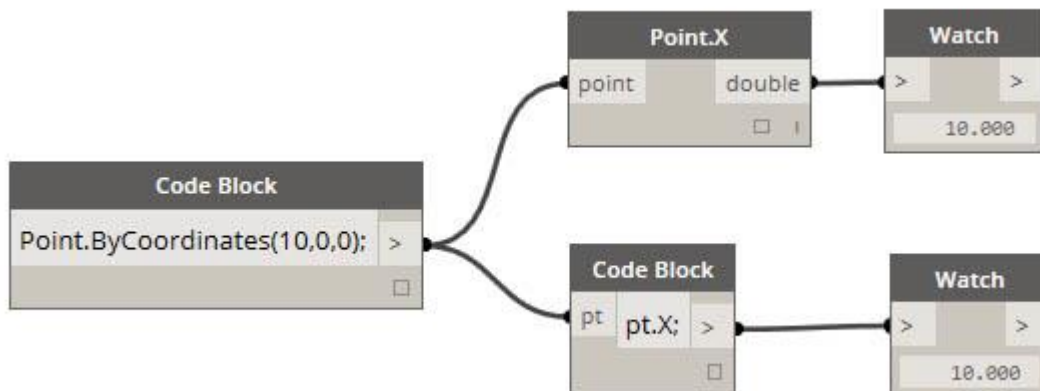 Point.X
point
double
Watch
>
>
10.000
Code Block
Point.ByCoordinates(10,0,0);
>
Code Block
pt
pt.X;
>
Watch
>
>
10.000